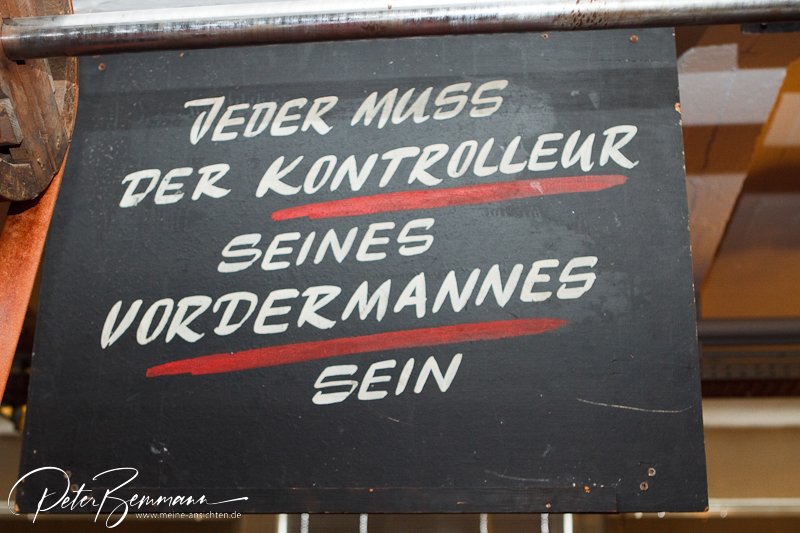 JEDER MUSS
DER KONTROLLEUR
SEINES
VORDERMANNES
SEIN
Peter Bemmann
www.meine-ansichten.de